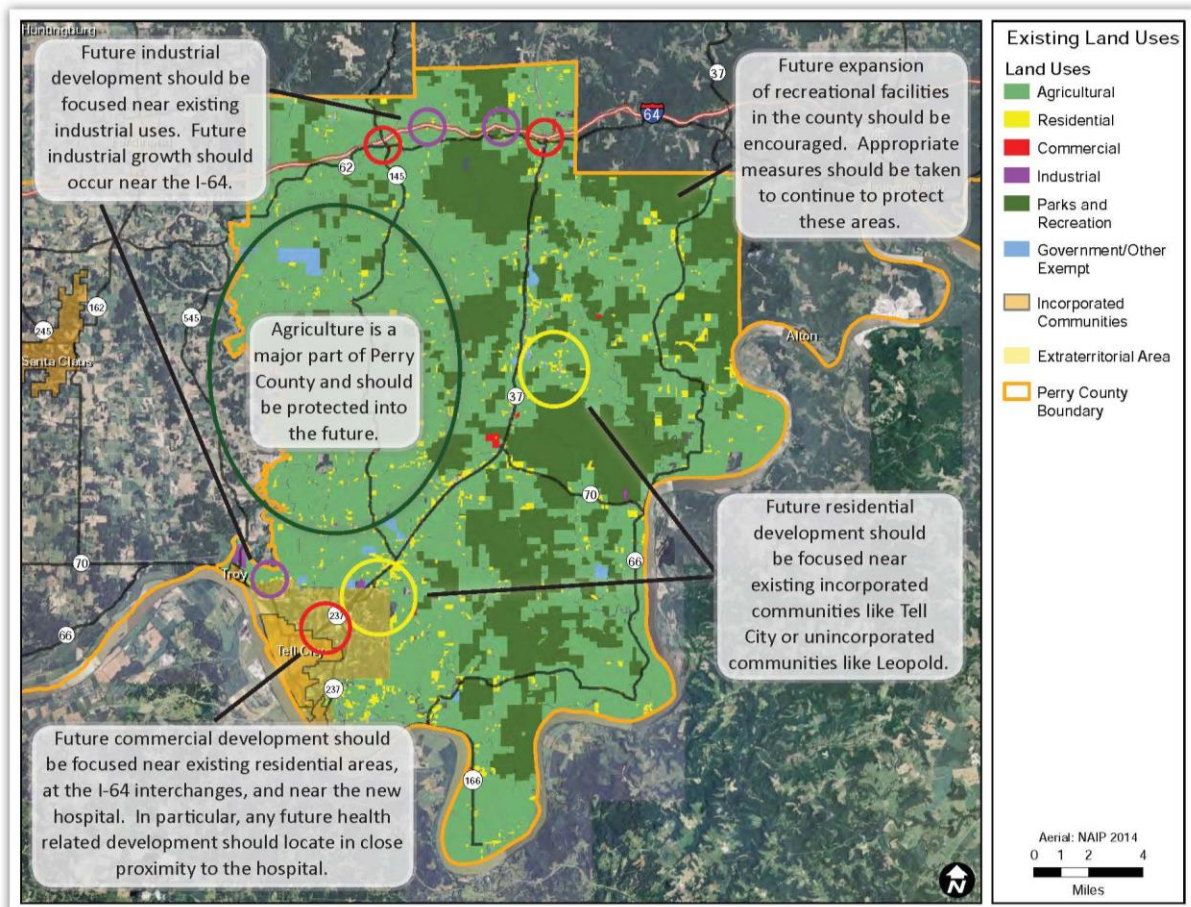 Huntingburg
Future industrial
development should be
focused near existing
industrial uses. Future
industrial growth should
occur near the I-64.
37
64
Future expansion
of recreational facilities
in the county should be
encouraged. Appropriate
measures should be taken
to continue to protect
these areas.
62
145
162
245
545
Santa Claus
Alton
Agriculture is a
major part of Perry
County and should
be protected into
the future.
37
70
Future residential
development should
be focused near
existing incorporated
communities like Tell
City or unincorporated
communities like Leopold.
66
70
Troy
66
237
Tell City
237
166
Future commercial development should
be focused near existing residential areas,
at the I-64 interchanges, and near the new
hospital. In particular, any future health
related development should locate in close
proximity to the hospital.
N
Existing Land Uses
Land Uses
Agricultural
Residential
Commercial
Industrial
Parks and
Recreation
Government/Other
Exempt
Incorporated
Communities
Extraterritorial Area
Perry County
Boundary
Aerial: NAIP 2014
0 1 2 4
Miles